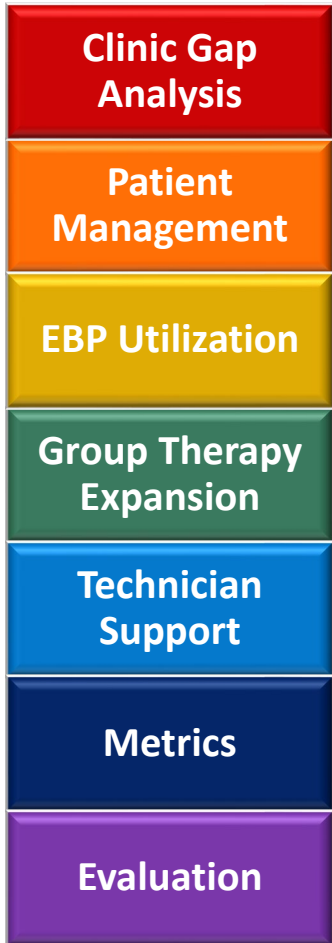 Clinic Gap
Analysis
Patient
Management
EBP Utilization
Group Therapy
Expansion
Technician
Support
Metrics
Evaluation